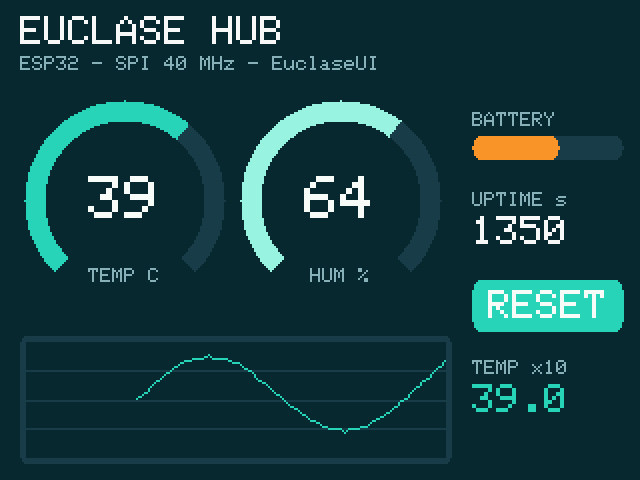 EUCLASE HUB
ESP32 - SPI 40 MHz - EuclaseUI
39
TEMP C
64
HUM %
BATTERY
UPTIME s
1350
RESET
TEMP x10
39.0